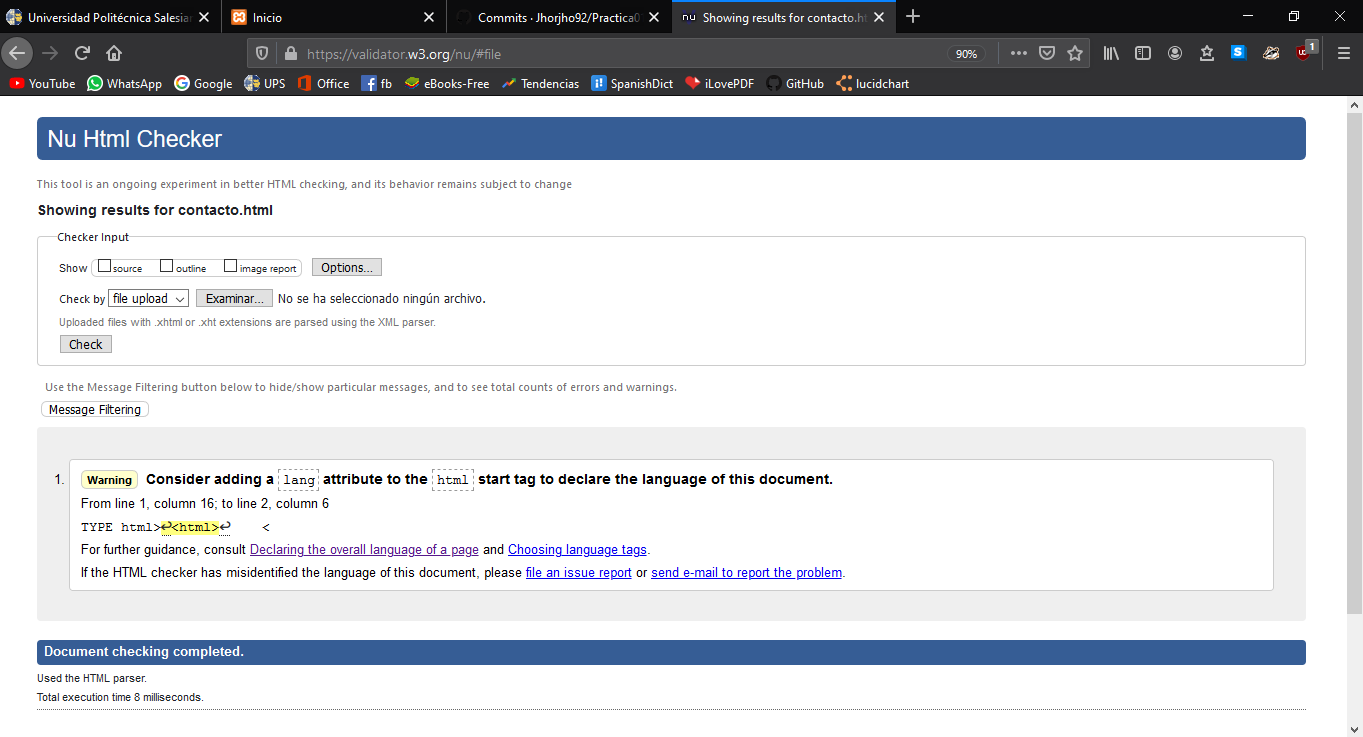 Universidad Politécnica Salesian
Inicio
Commits · Jhorjho92/Practica0
nu Showing results for contacto.ht
https://validator.w3.org/nu/#file
90%
S
1
YouTube WhatsApp Google UPS Office fb eBooks-Free Tendencias SpanishDict iLovePDF GitHub lucidchart
Nu Html Checker
This tool is an ongoing experiment in better HTML checking, and its behavior remains subject to change
Showing results for contacto.html
Checker Input
Show source outline image report Options...
Check by file upload Examinar... No se ha seleccionado ningún archivo.
Uploaded files with .xhtml or .xht extensions are parsed using the XML parser.
Check
Use the Message Filtering button below to hide/show particular messages, and to see total counts of errors and warnings.
Message Filtering
1. Warning Consider adding a lang attribute to the html start tag to declare the language of this document.
From line 1, column 16; to line 2, column 6
TYPE html>↩<html>↩ <
For further guidance, consult Declaring the overall language of a page and Choosing language tags.
If the HTML checker has misidentified the language of this document, please file an issue report or send e-mail to report the problem.
Document checking completed.
Used the HTML parser.
Total execution time 8 milliseconds.